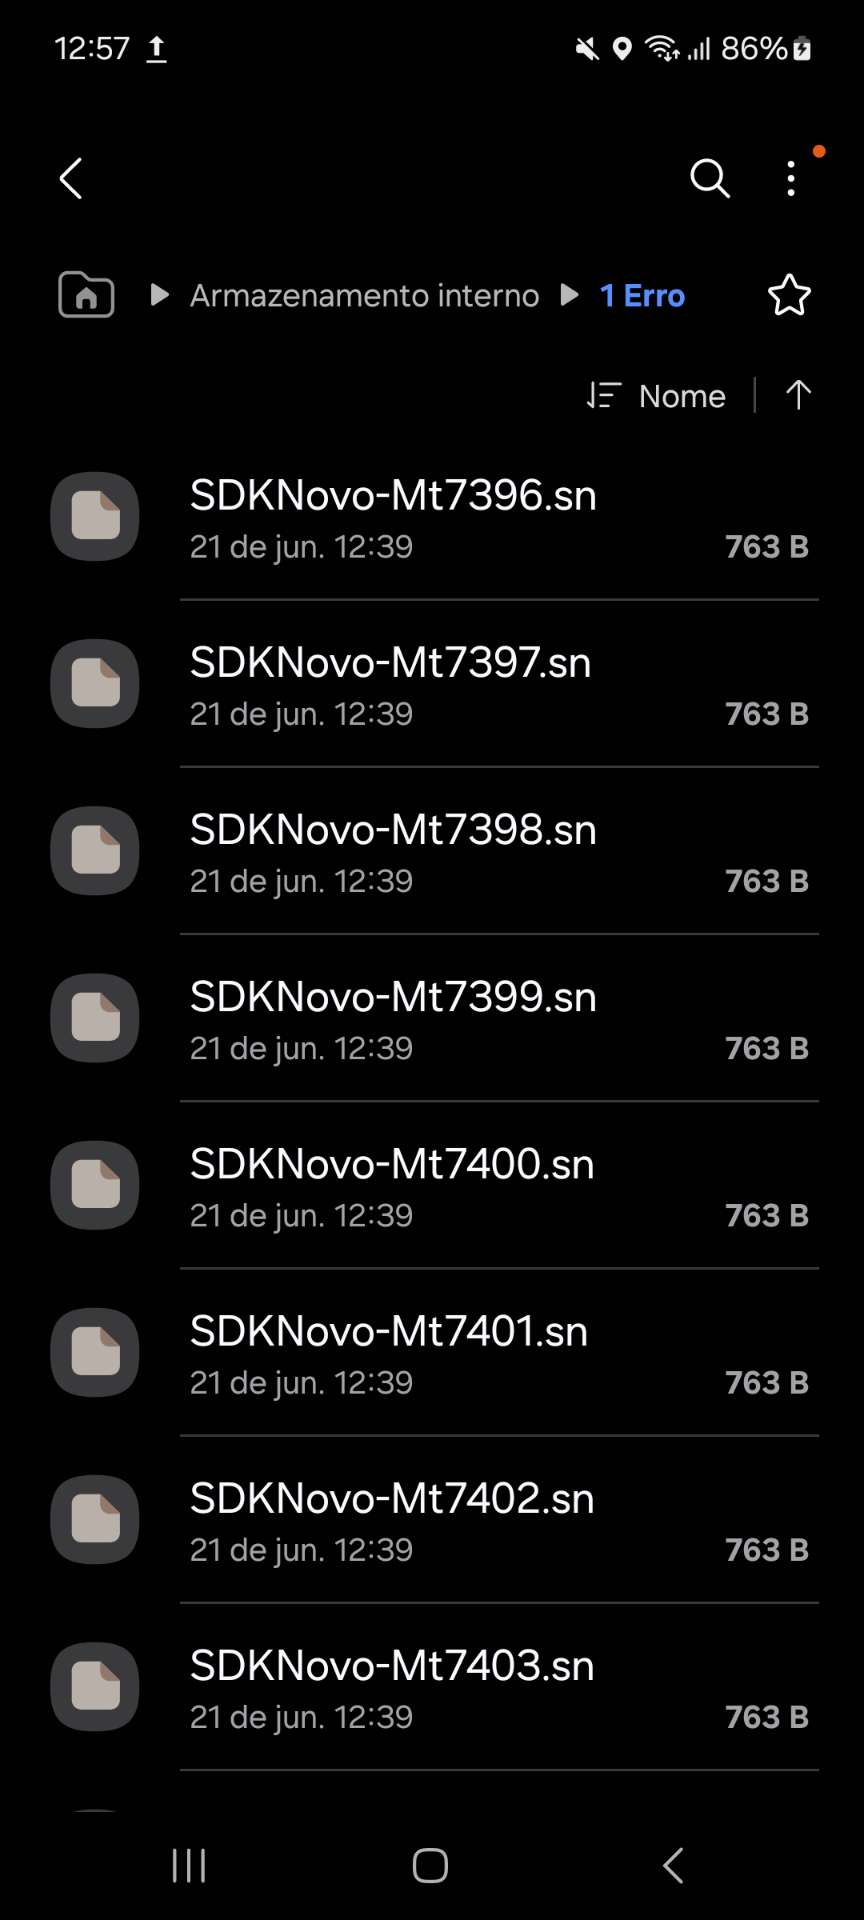 12:57
86%
Armazenamento interno
1 Erro
Nome
SDKNovo-Mt7396.sn
21 de jun. 12:39
763 B
SDKNovo-Mt7397.sn
21 de jun. 12:39
763 B
SDKNovo-Mt7398.sn
21 de jun. 12:39
763 B
SDKNovo-Mt7399.sn
21 de jun. 12:39
763 B
SDKNovo-Mt7400.sn
21 de jun. 12:39
763 B
SDKNovo-Mt7401.sn
21 de jun. 12:39
763 B
SDKNovo-Mt7402.sn
21 de jun. 12:39
763 B
SDKNovo-Mt7403.sn
21 de jun. 12:39
763 B